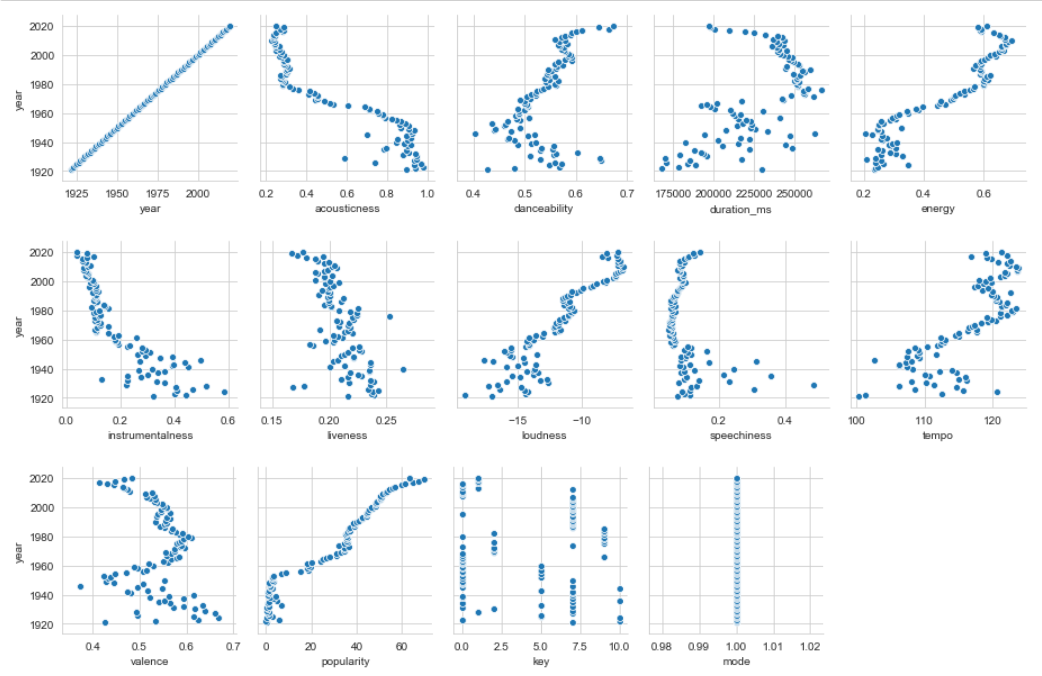 2020
2000
1980
1960
1940
1920
year
1925 1950 1975 2000
year
0.2 0.4 0.6 0.8 1.0
acousticness
0.4 0.5 0.6 0.7
danceability
175000 200000 225000 250000
duration_ms
0.2 0.4 0.6
energy
2020
2000
1980
1960
1940
1920
year
0.0 0.2 0.4 0.6
instrumentalness
0.15 0.20 0.25
liveness
−15 −10
loudness
0.2 0.4
speechiness
100 110 120
tempo
2020
2000
1980
1960
1940
1920
year
0.4 0.5 0.6 0.7
valence
0 20 40 60
popularity
0.0 2.5 5.0 7.5 10.0
key
0.98 0.99 1.00 1.01 1.02
mode